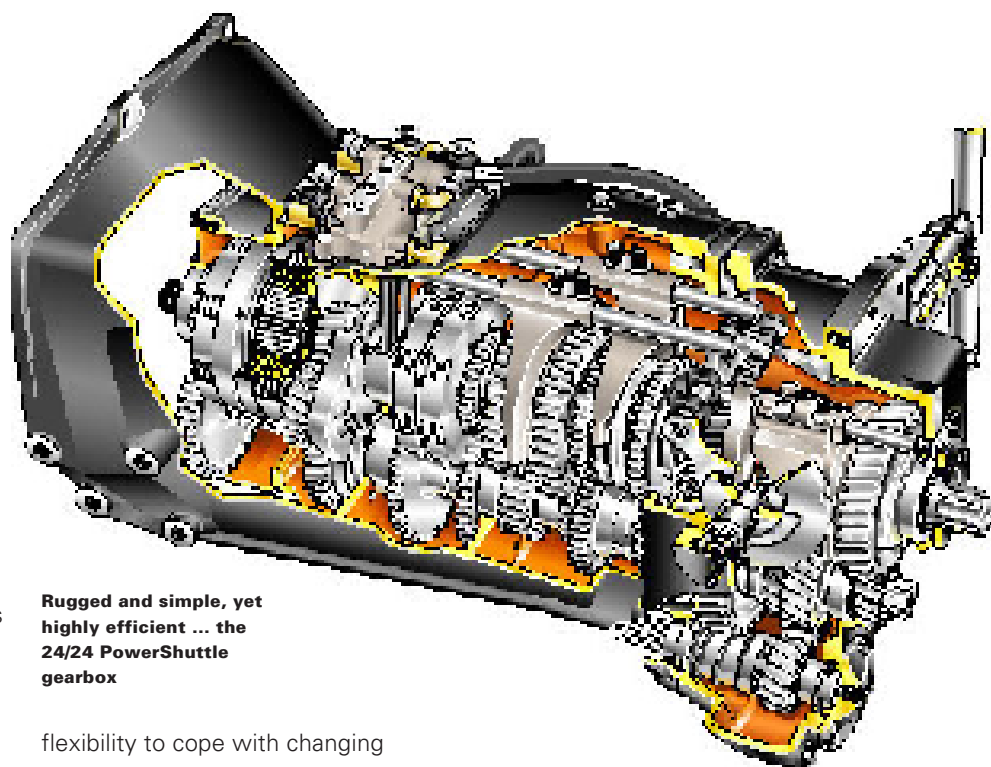 Rugged and simple, yet
highly efficient ... the
24/24 PowerShuttle
gearbox
flexibility to cope with changing